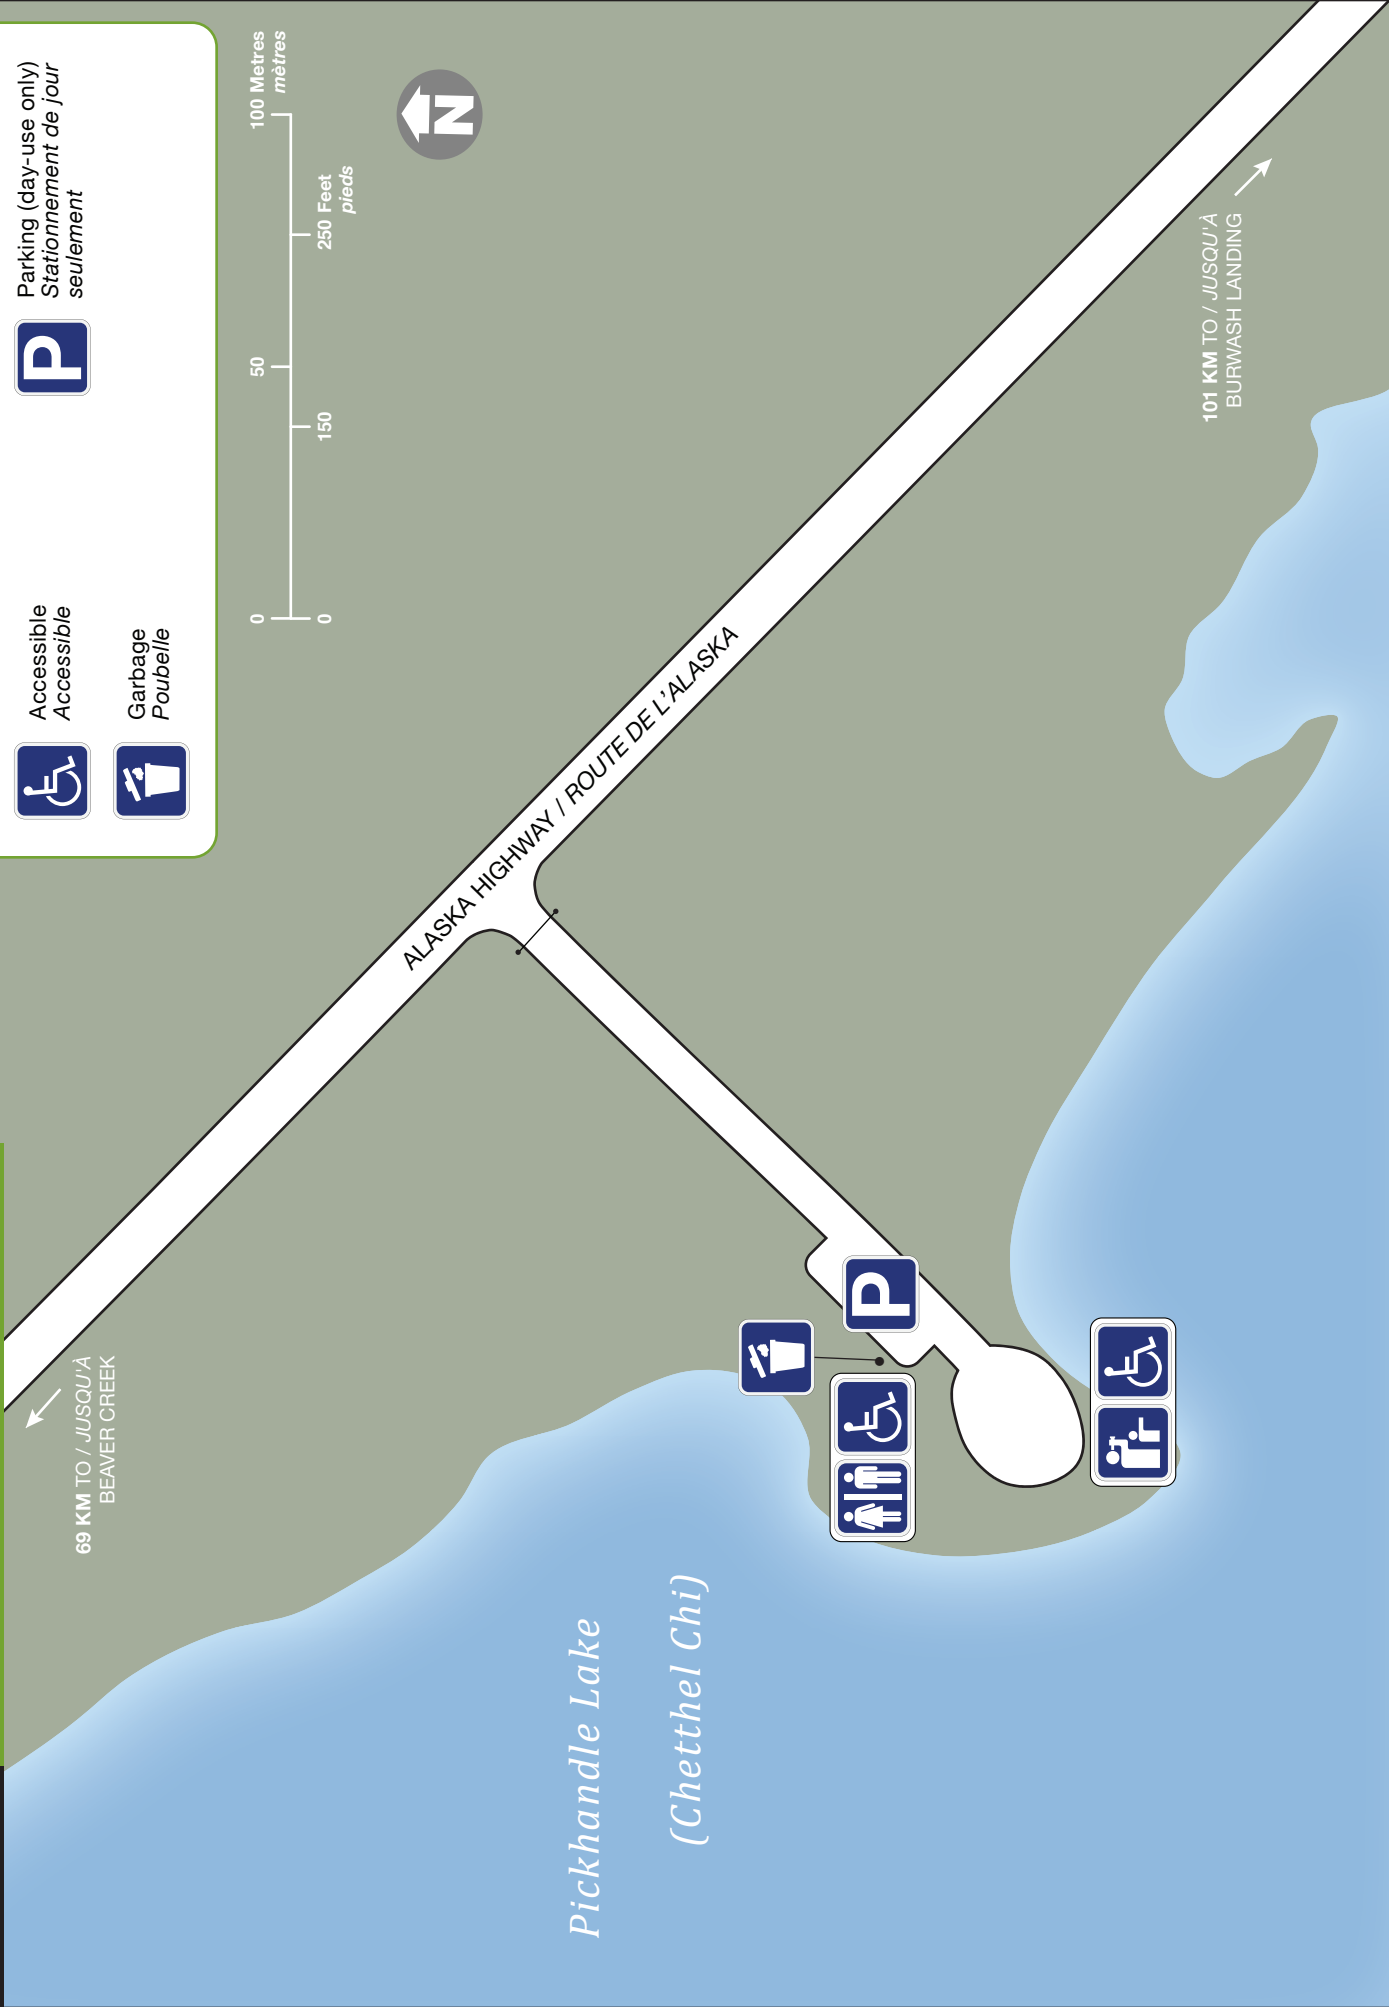 Parking (day-use only)
Stationnement de jour
seulement
P
Accessible
Accessible
Garbage
Poubelle
69 KM TO / JUSQU'À
BEAVER CREEK
0 50 100 Metres
mètres
0 150 250 Feet
pieds
N
ALASKA HIGHWAY / ROUTE DE L'ALASKA
Pickhandle Lake
(Chetthel Chi)
P
101 KM TO / JUSQU'À
BURWASH LANDING